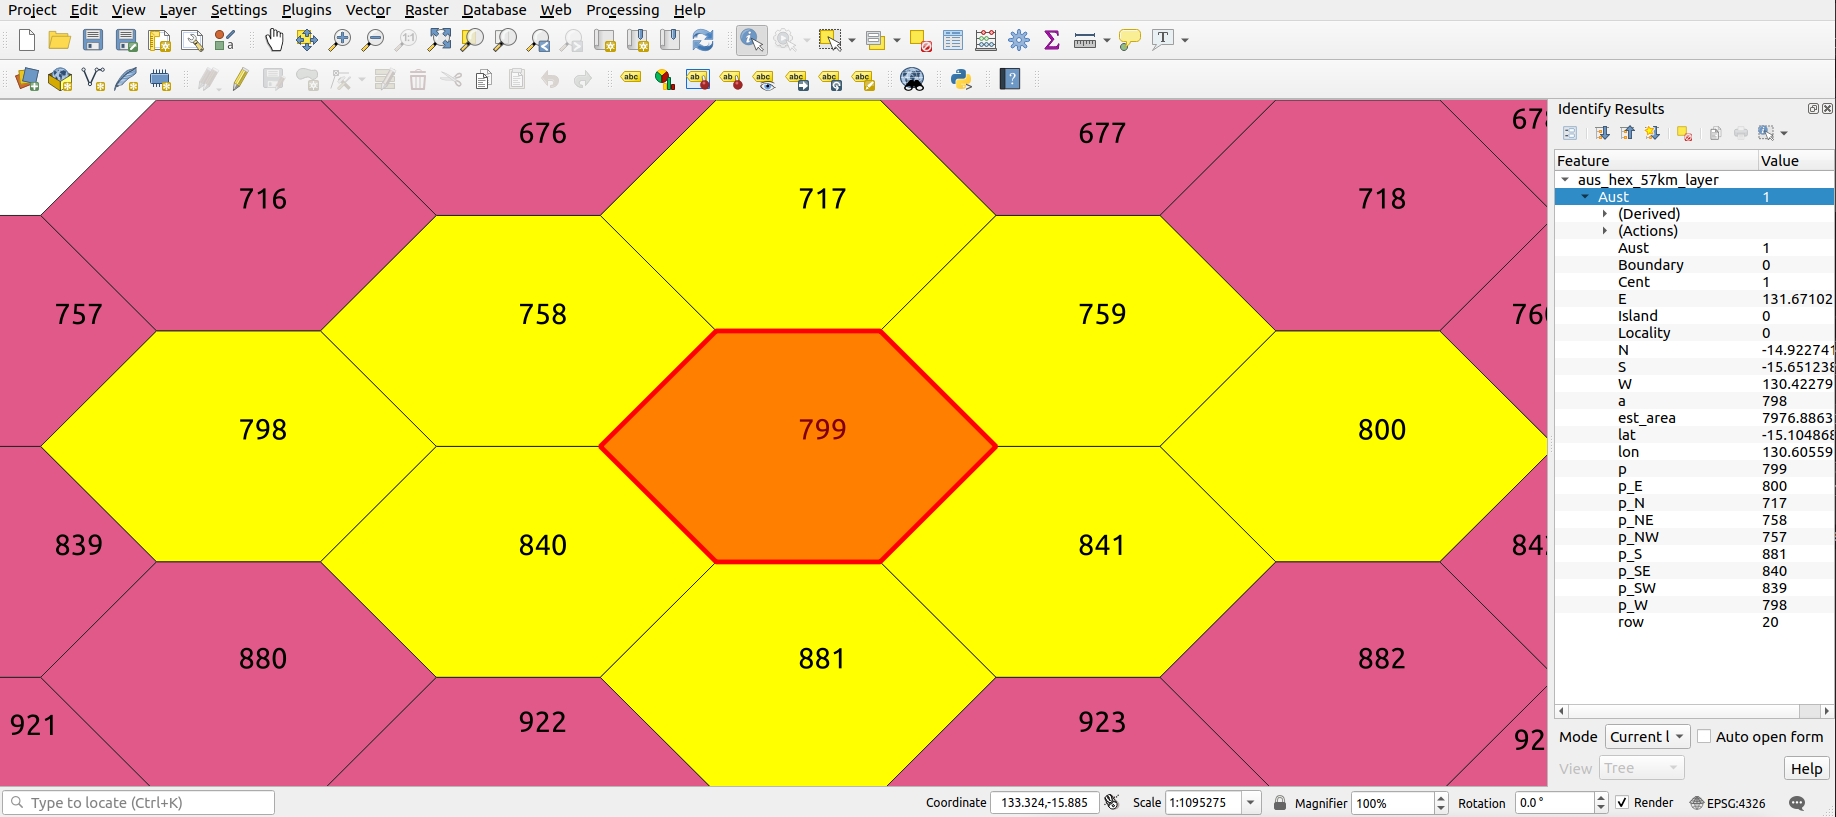 Project Edit View Layer Settings Plugins Vector Raster Database Web Processing Help
676
677
716
717
718
757
758
759
798
799
800
839
840
841
880
881
882
921
922
923
Identify Results
Feature Value
aus_hex_57km_layer
Aust 1
(Derived)
(Actions)
Aust 1
Boundary 0
Cent 1
E 131.67102
Island 0
Locality 0
N -14.922741
S -15.651238
W 130.42279
a 798
est_area 7976.8863
lat -15.104868
lon 130.60559
p 799
p_E 800
p_N 717
p_NE 758
p_NW 757
p_S 881
p_SE 840
p_SW 839
p_W 798
row 20
Mode Current l Auto open form
View Tree Help
Type to locate (Ctrl+K) Coordinate 133.324,-15.885 Scale 1:1095275 Magnifier 100% Rotation 0.0 ° Render EPSG:4326